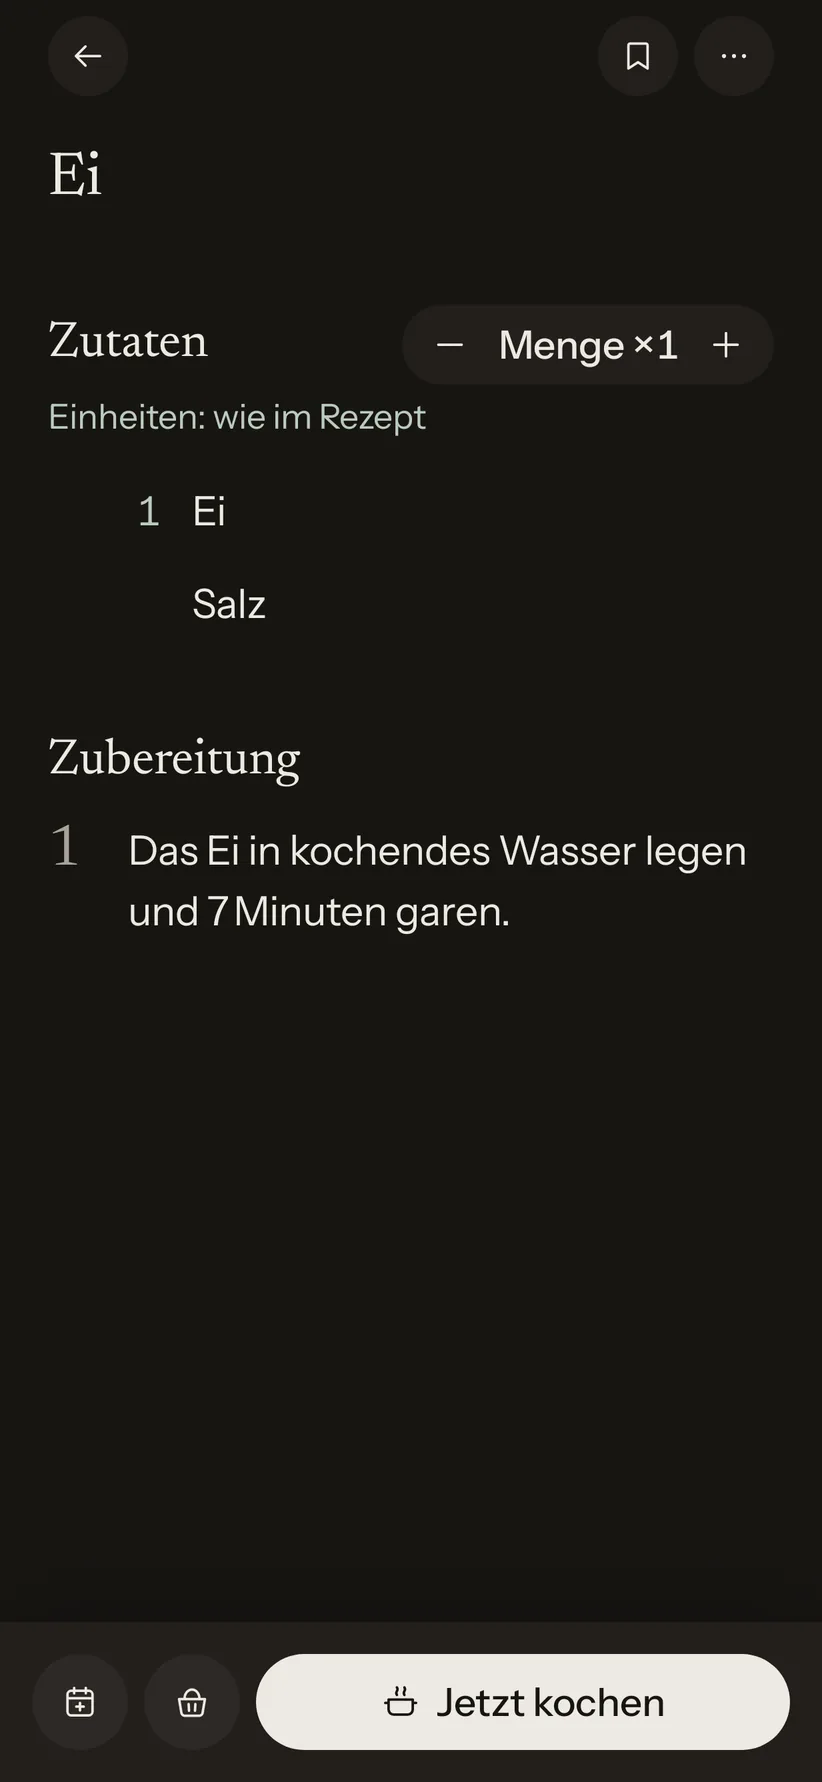 Ei
Zutaten
Menge ×1
Einheiten: wie im Rezept
1 Ei
Salz
Zubereitung
1 Das Ei in kochendes Wasser legen
und 7 Minuten garen.
Jetzt kochen